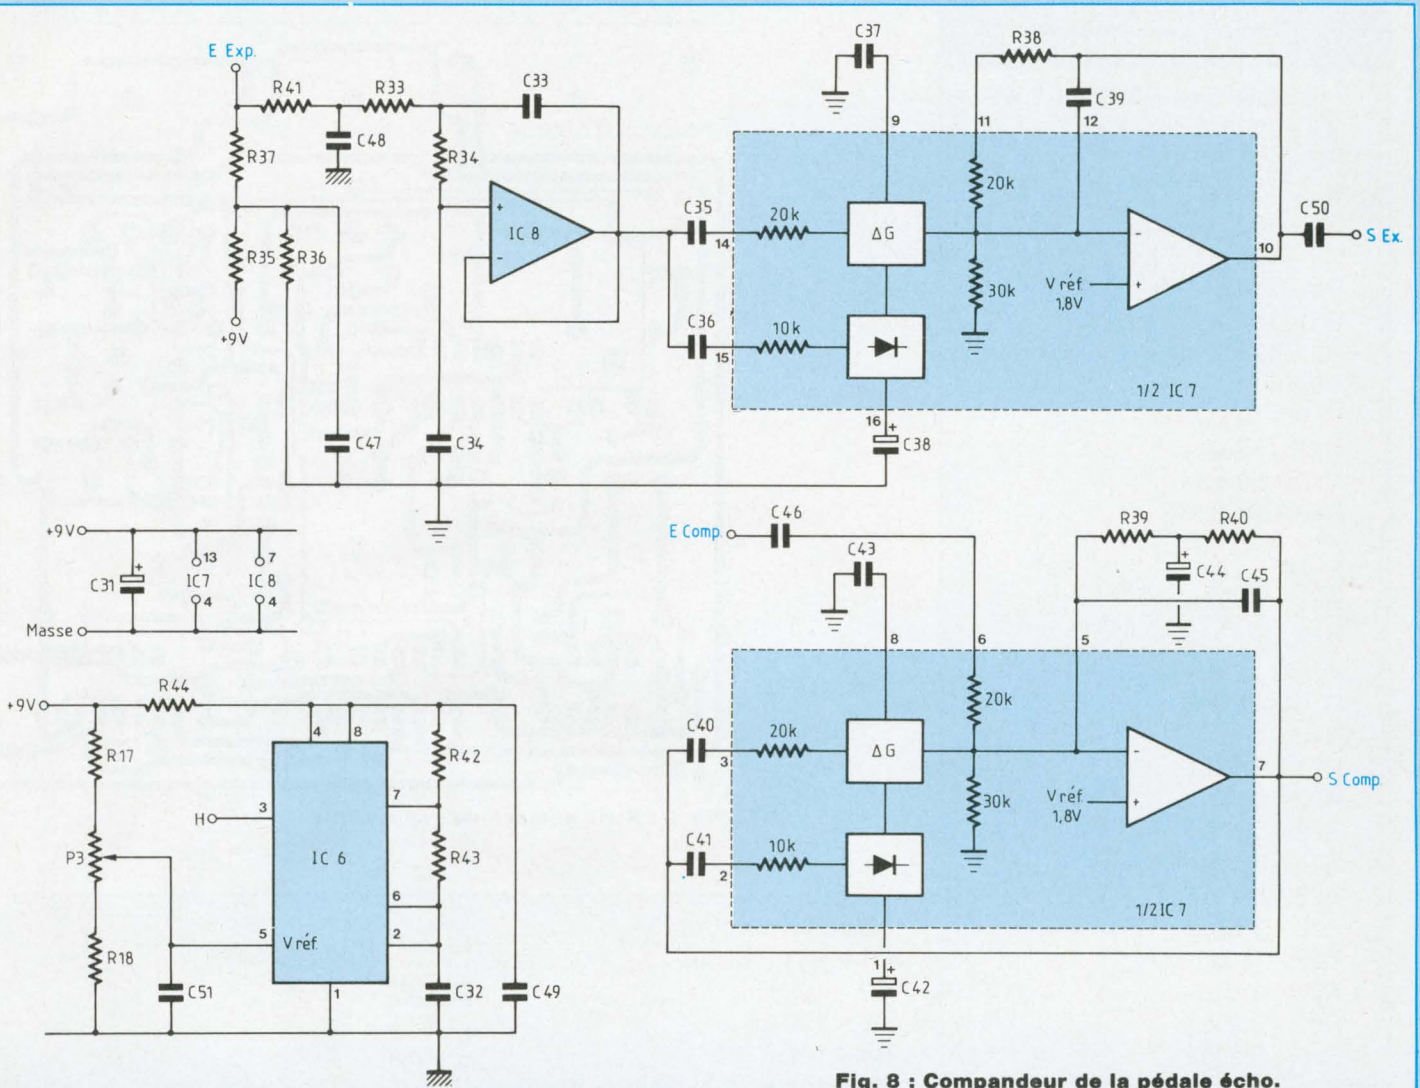 E Exp.
R41
R33
C33
C37
R38
C39
C48
R37
R34
9
11
12
20k
R35
R36
+
IC 8
-
C35
14
20k
ΔG
-
10
C50
S Ex.
V réf.
1,8V
+
30k
+9V
C36
15
10k
1/2 IC 7
C47
C34
16
+
C38
+9V
C31
+
13
IC7
4
7
IC 8
4
Masse
E Comp.
C46
C43
R39
R40
+
C44
C45
8
6
5
20k
C40
3
20k
ΔG
-
7
S Comp.
V réf.
1,8V
+
30k
C41
2
10k
1/2 IC 7
1
+
C42
+9V
R44
R17
4
8
R42
7
H
3
P3
IC 6
R43
6
5
V réf.
2
R18
C51
1
C32
C49
Fig. 8 : Compandeur de la pédale écho.